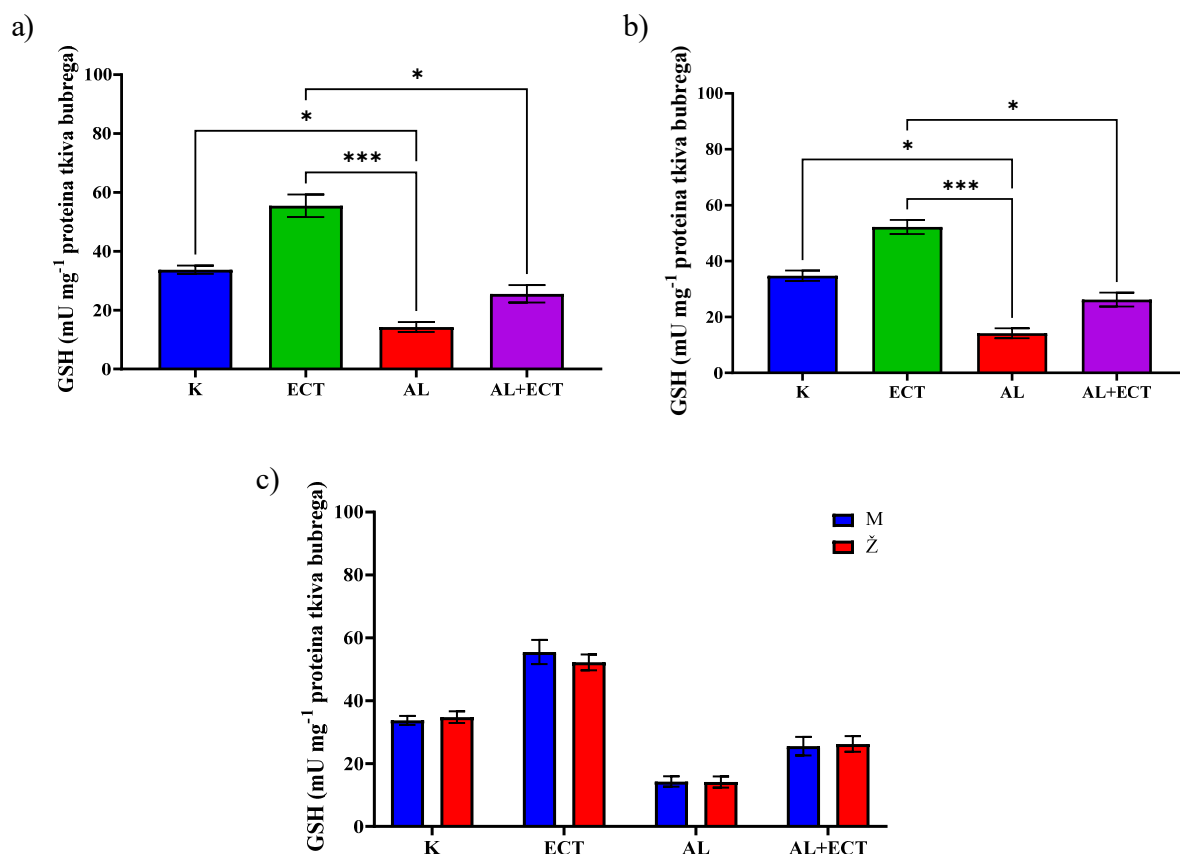 a)
GSH (mU mg⁻¹ proteina tkiva bubrega)
100
80
60
40
20
0
*
*
***
K ECT AL AL+ECT
b)
GSH (mU mg⁻¹ proteina tkiva bubrega)
100
80
60
40
20
0
*
*
***
K ECT AL AL+ECT
c)
GSH (mU mg⁻¹ proteina tkiva bubrega)
100
80
60
40
20
0
M
Ž
K ECT AL AL+ECT